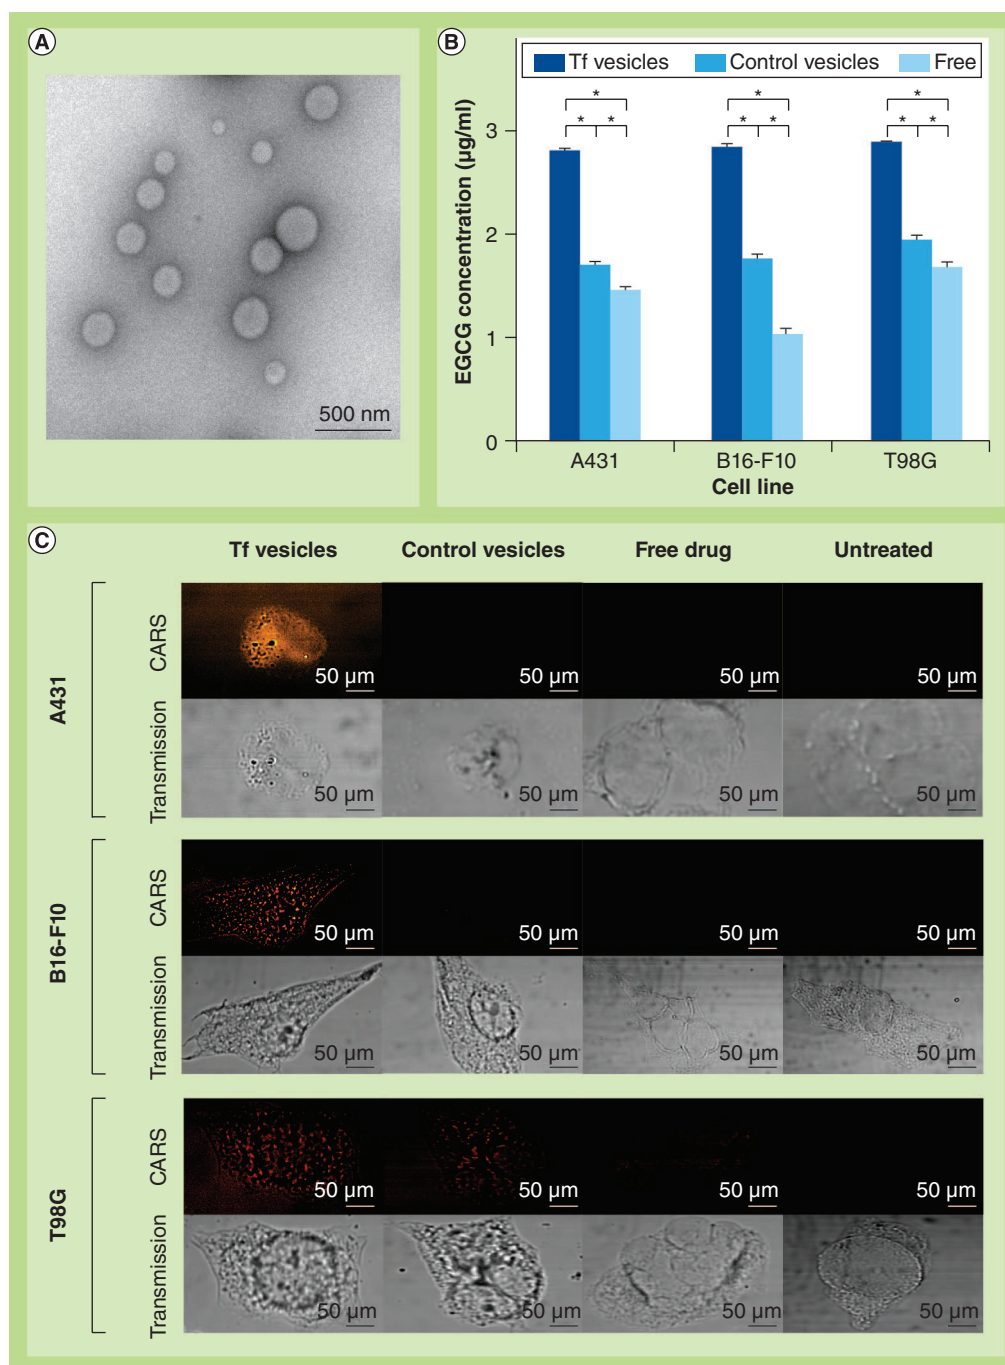 A
500 nm
B
Tf vesicles Control vesicles Free
EGCG concentration (µg/ml)
* * *
* * * * * *
3
2
1
0
A431 B16-F10 T98G
Cell line
C
Tf vesicles Control vesicles Free drug Untreated
A431
CARS
50 µm 50 µm 50 µm 50 µm
Transmission
50 µm 50 µm 50 µm 50 µm
B16-F10
CARS
50 µm 50 µm 50 µm 50 µm
Transmission
50 µm 50 µm 50 µm 50 µm
T98G
CARS
50 µm 50 µm 50 µm 50 µm
Transmission
50 µm 50 µm 50 µm 50 µm